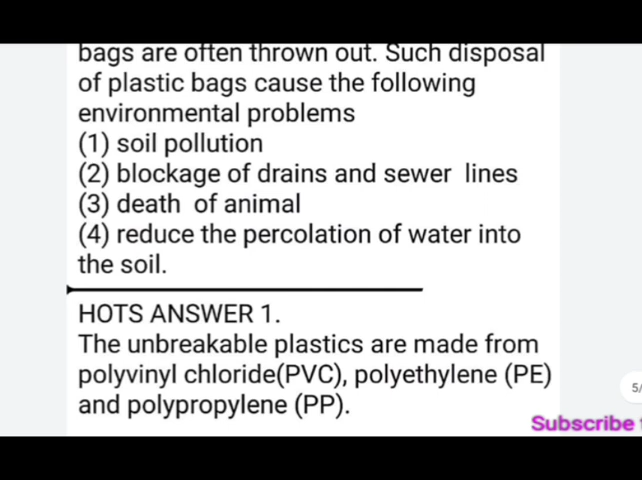 bags are often thrown out. Such disposal
of plastic bags cause the following
environmental problems
(1) soil pollution
(2) blockage of drains and sewer lines
(3) death of animal
(4) reduce the percolation of water into
the soil.
HOTS ANSWER 1.
The unbreakable plastics are made from
polyvinyl chloride(PVC), polyethylene (PE)
and polypropylene (PP).
5/
Subscribe